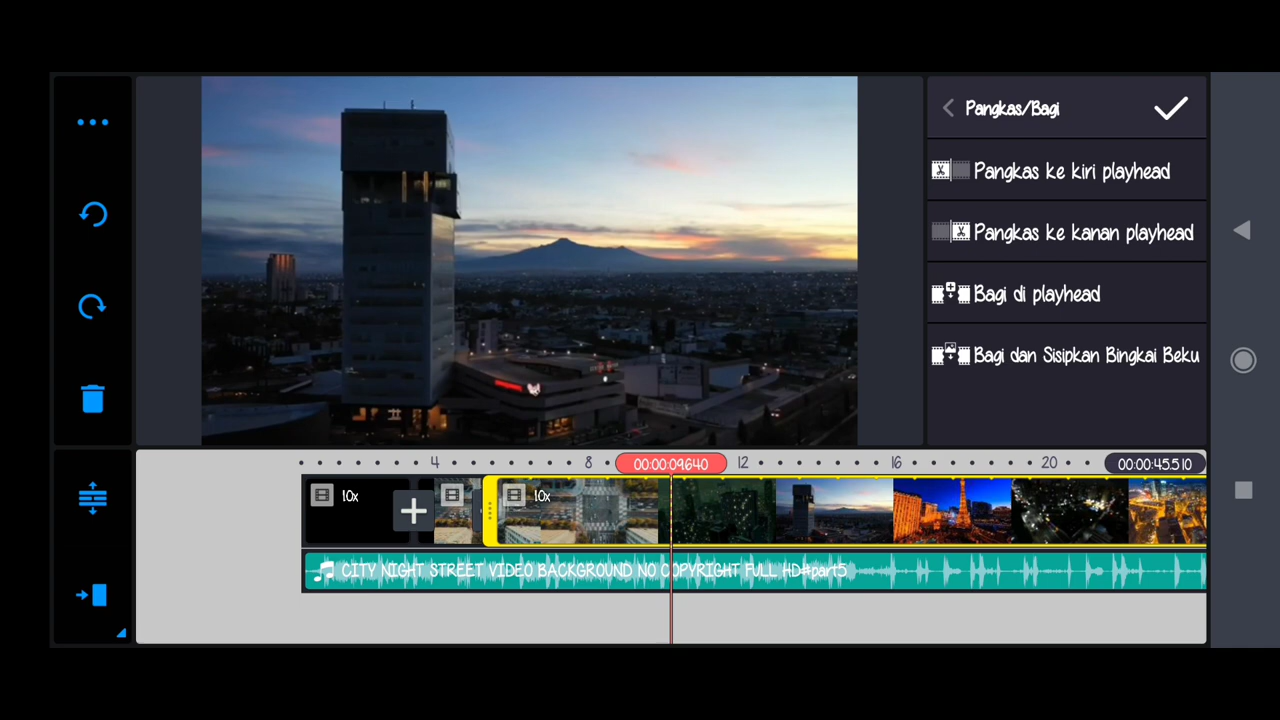 Pangkas/Bagi
Pangkas ke kiri playhead
Pangkas ke kanan playhead
Bagi di playhead
Bagi dan Sisipkan Bingkai Beku
4 8 00:00:09.640 12 16 20 00:00:45.510
10x 10x
CITY NIGHT STREET VIDEO BACKGROUND NO COPYRIGHT FULL HD#part5